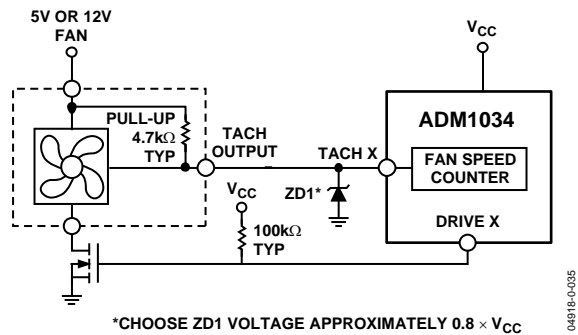 5V OR 12V
FAN
PULL-UP
4.7kΩ
TYP
TACH
OUTPUT
VCC
100kΩ
TYP
TACH X
ZD1*
VCC
ADM1034
FAN SPEED
COUNTER
DRIVE X
*CHOOSE ZD1 VOLTAGE APPROXIMATELY 0.8 × VCC
04918-0-035